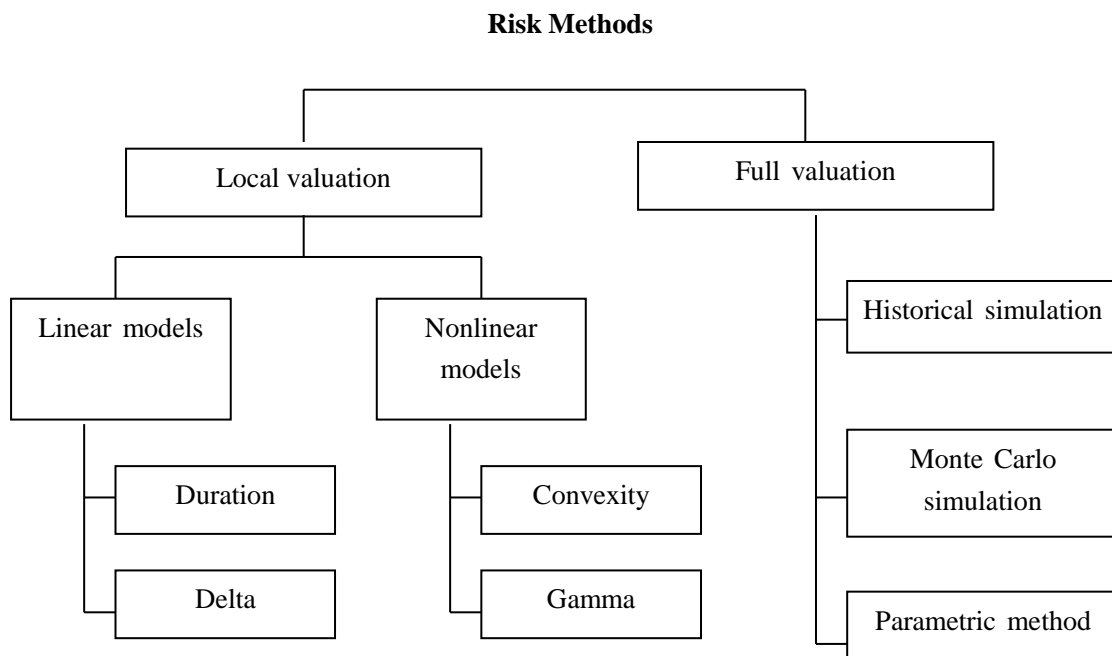 Risk Methods
Local valuation
Full valuation
Linear models
Nonlinear
models
Historical simulation
Duration
Convexity
Monte Carlo
simulation
Delta
Gamma
Parametric method